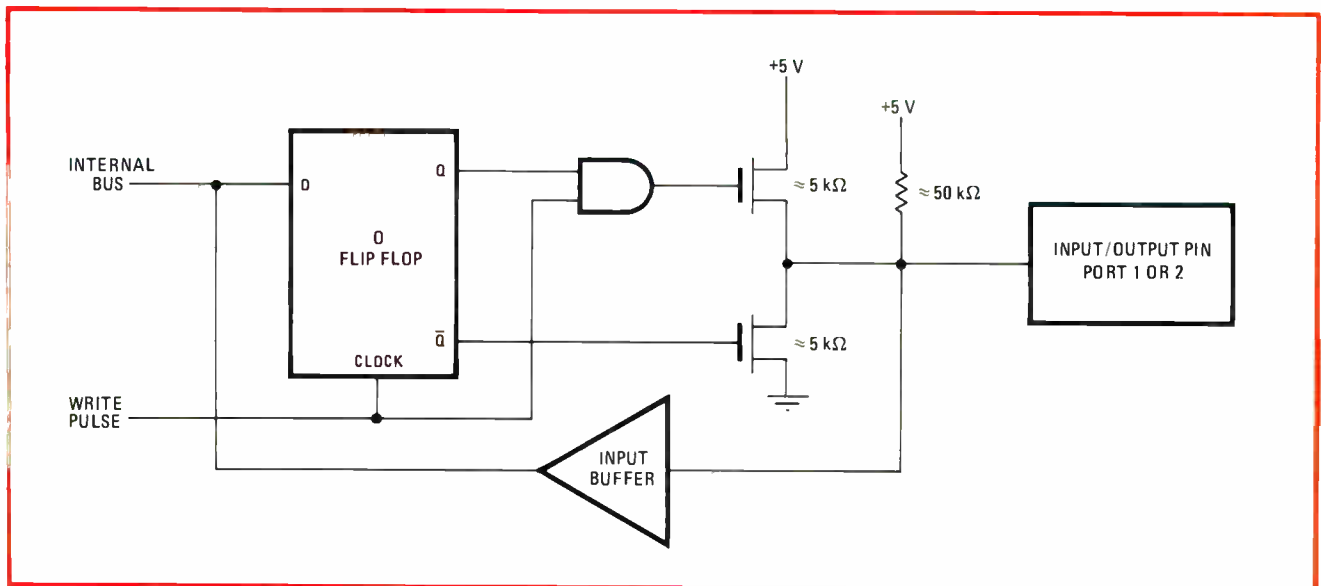 +5 V
+5 V
INTERNAL
BUS
D
Q
≈ 5 kΩ
≈ 50 kΩ
O
FLIP FLOP
INPUT/OUTPUT PIN
PORT 1 OR 2
Q̅
≈ 5 kΩ
CLOCK
WRITE
PULSE
INPUT
BUFFER